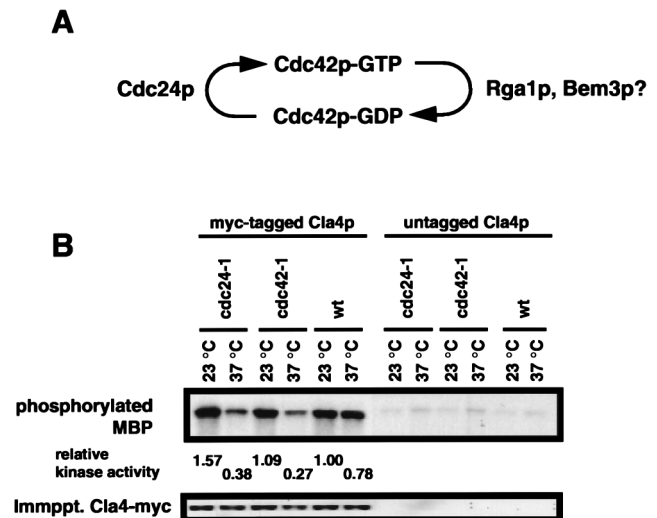 A
Cdc24p
Cdc42p-GTP
Cdc42p-GDP
Rga1p, Bem3p?
B
myc-tagged Cla4p untagged Cla4p
cdc24-1 cdc42-1 wt cdc24-1 cdc42-1 wt
23 °C 37 °C 23 °C 37 °C 23 °C 37 °C 23 °C 37 °C 23 °C 37 °C 23 °C 37 °C
phosphorylated
MBP
relative
kinase activity
1.57 1.09 1.00
0.38 0.27 0.78
Immppt. Cla4-myc